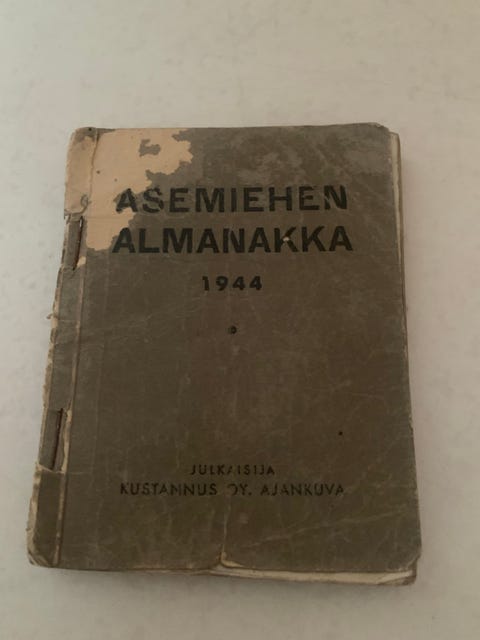 ASEMIEHEN
ALMANAKKA
1944
JULKAISIJA
KUSTANNUS OY. AJANKUVA